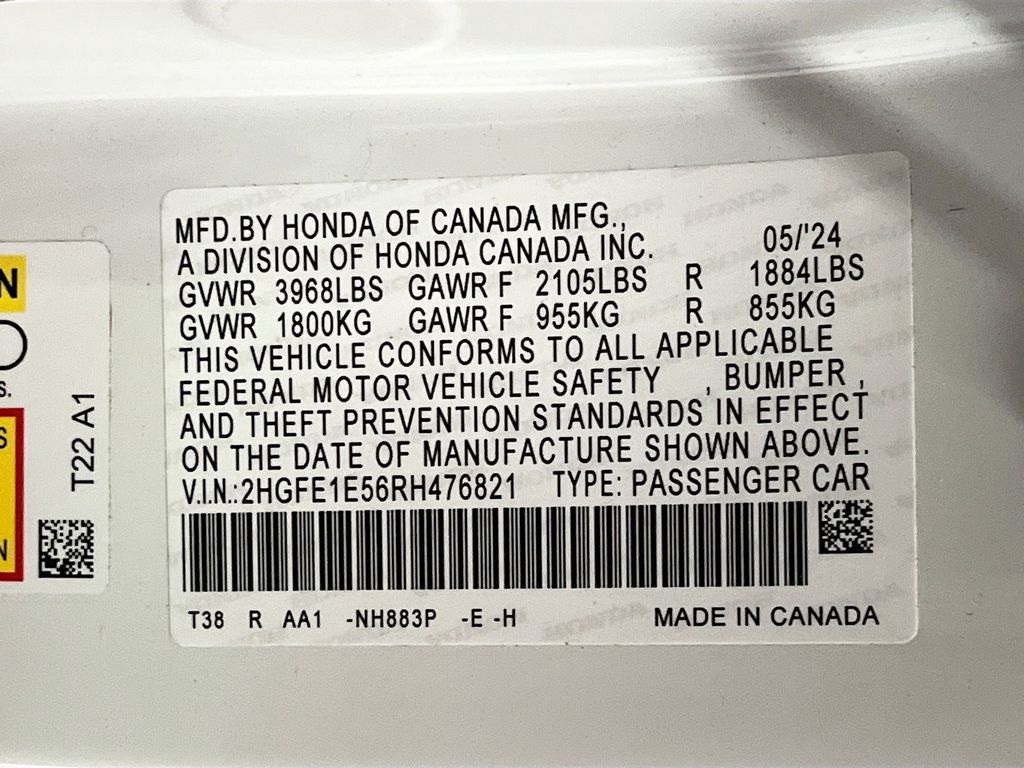 MFD.BY HONDA OF CANADA MFG.,
A DIVISION OF HONDA CANADA INC. 05/'24
GVWR 3968LBS GAWR F 2105LBS R 1884LBS
GVWR 1800KG GAWR F 955KG R 855KG
THIS VEHICLE CONFORMS TO ALL APPLICABLE
FEDERAL MOTOR VEHICLE SAFETY , BUMPER ,
AND THEFT PREVENTION STANDARDS IN EFFECT
ON THE DATE OF MANUFACTURE SHOWN ABOVE.
V.I.N.:2HGFE1E56RH476821 TYPE: PASSENGER CAR
T38 R AA1 -NH883P -E -H MADE IN CANADA
N
S.
S
N
T22 A1